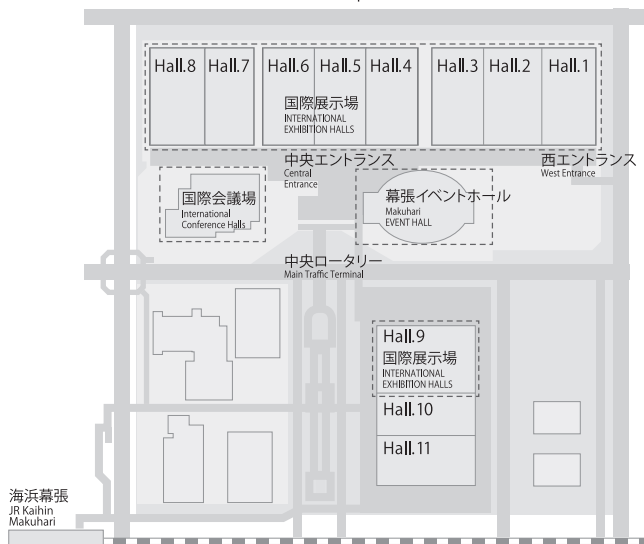 Hall.8
Hall.7
Hall.6
Hall.5
Hall.4
Hall.3
Hall.2
Hall.1
国際展示場
INTERNATIONAL
EXHIBITION HALLS
中央エントランス
Central
Entrance
西エントランス
West Entrance
国際会議場
International
Conference Halls
幕張イベントホール
Makuhari
EVENT HALL
中央ロータリー
Main Traffic Terminal
Hall.9
国際展示場
INTERNATIONAL
EXHIBITION HALLS
Hall.10
Hall.11
海浜幕張
JR Kaihin
Makuhari